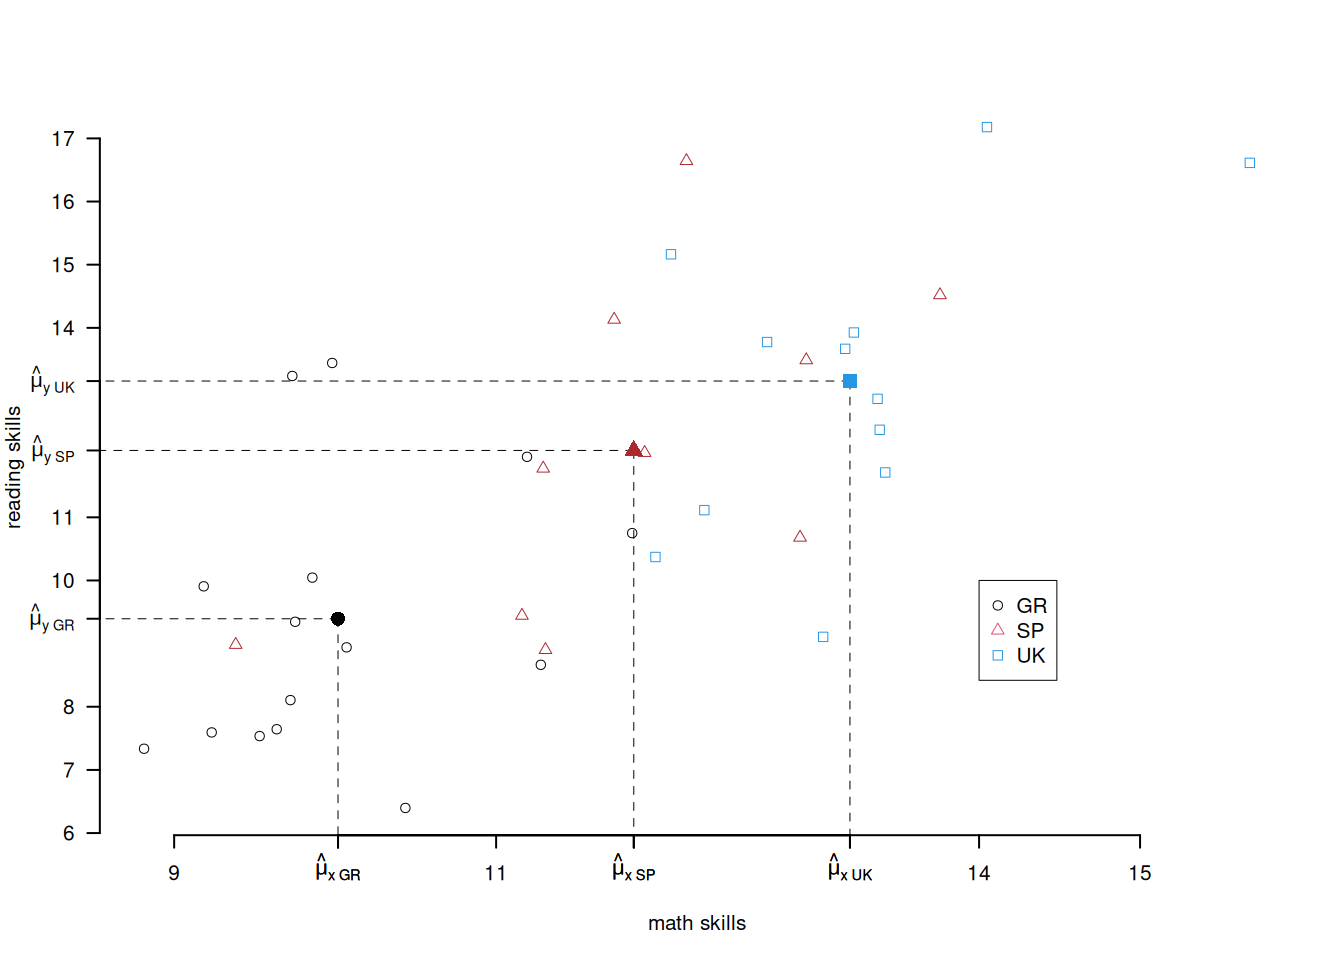 17
16
15
14
μ̂y UK
μ̂y SP
11
10
μ̂y GR
8
7
6
reading skills
GR
SP
UK
9 μ̂x GR 11 μ̂x SP μ̂x UK 14 15
math skills